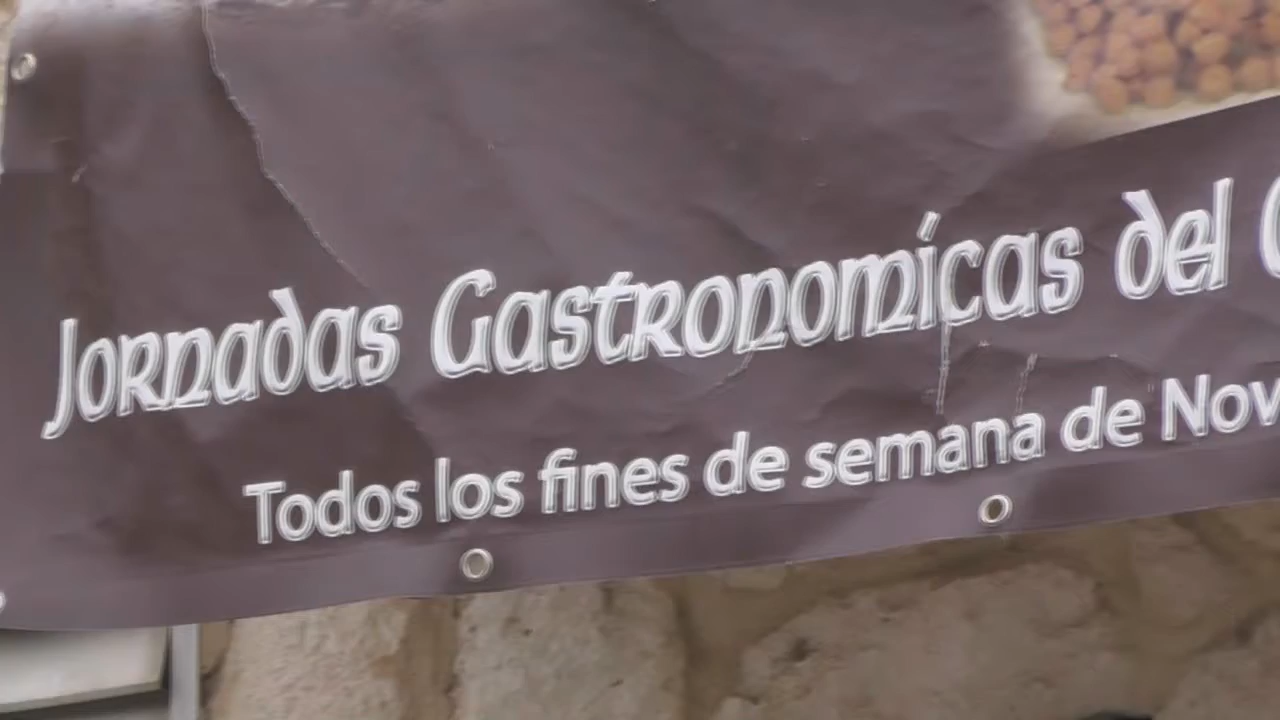 Jornadas Gastronomicas del
Todos los fines de semana de Nov